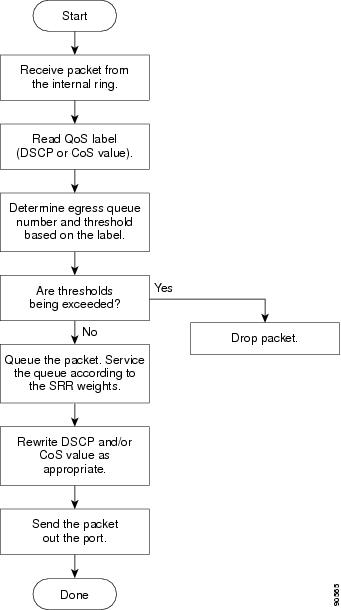 Start
Receive packet from
the internal ring.
Read QoS label
(DSCP or CoS value).
Determine egress queue
number and threshold
based on the label.
Are thresholds
being exceeded?
Yes
No
Drop packet.
Queue the packet. Service
the queue according to
the SRR weights.
Rewrite DSCP and/or
CoS value as
appropriate.
Send the packet
out the port.
Done
90565